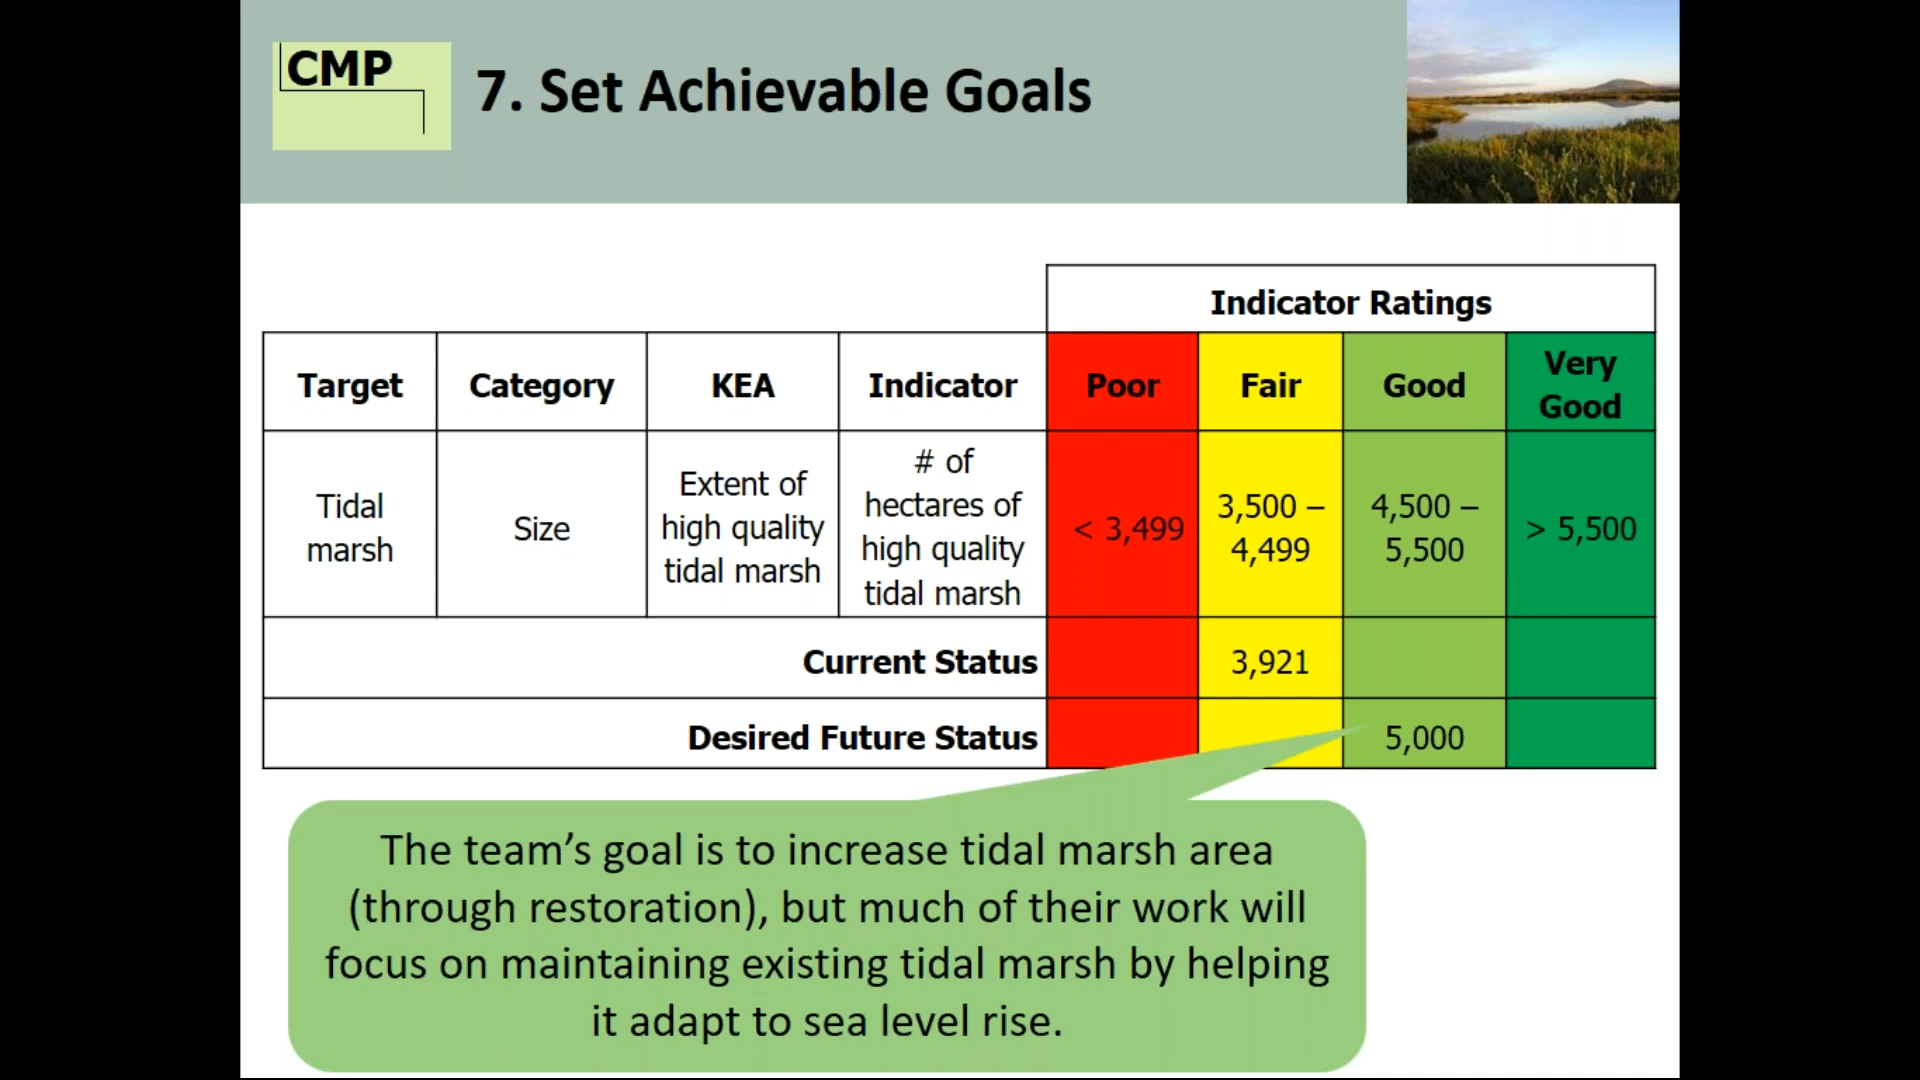 CMP
7. Set Achievable Goals
Indicator Ratings
Target
Category
KEA
Indicator
Poor
Fair
Good
Very
Good
Tidal
marsh
Size
Extent of
high quality
tidal marsh
# of
hectares of
high quality
tidal marsh
< 3,499
3,500 –
4,499
4,500 –
5,500
> 5,500
Current Status
3,921
Desired Future Status
5,000
The team’s goal is to increase tidal marsh area
(through restoration), but much of their work will
focus on maintaining existing tidal marsh by helping
it adapt to sea level rise.